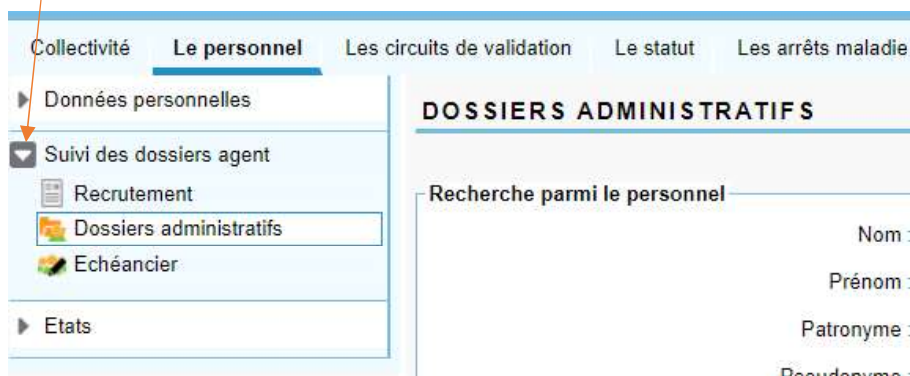 Collectivité Le personnel Les circuits de validation Le statut Les arrêts maladie
Données personnelles
Suivi des dossiers agent
Recrutement
Dossiers administratifs
Echéancier
Etats
DOSSIERS ADMINISTRATIFS
Recherche parmi le personnel
Nom :
Prénom :
Patronyme :
Pseudonyme :